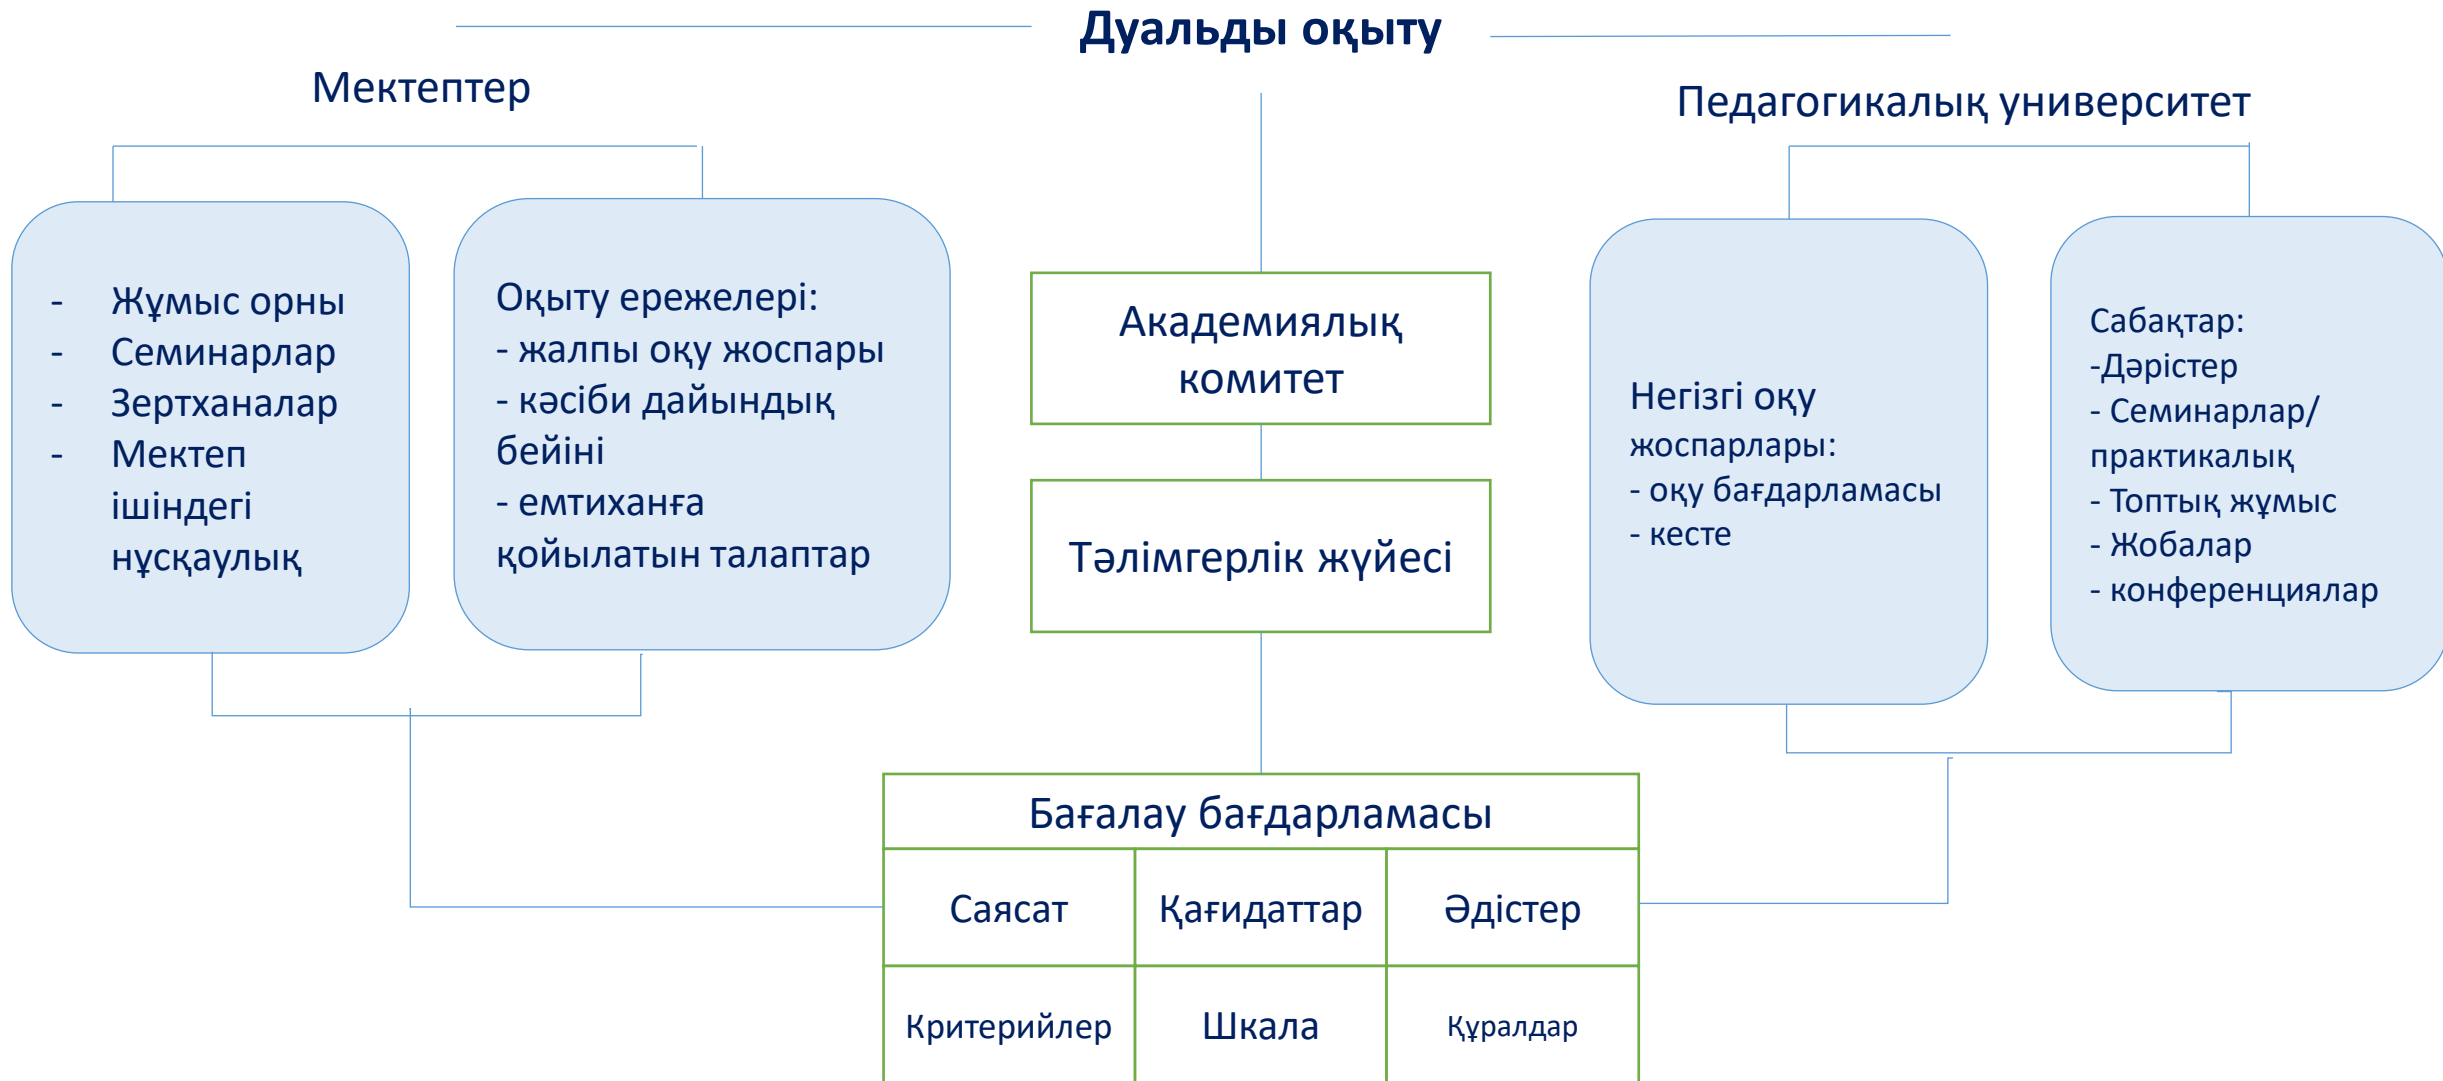 Дуальды оқыту
Мектептер
Педагогикалық университет
- Жұмыс орны
- Семинарлар
- Зертханалар
- Мектеп
ішіндегі
нұсқаулық
Оқыту ережелері:
- жалпы оқу жоспары
- кәсіби дайындық
бейіні
- емтиханға
қойылатын талаптар
Академиялық
комитет
Тәлімгерлік жүйесі
Негізгі оқу
жоспарлары:
- оқу бағдарламасы
- кесте
Сабақтар:
-Дәрістер
- Семинарлар/
практикалық
- Топтық жұмыс
- Жобалар
- конференциялар
Бағалау бағдарламасы
Саясат
Қағидаттар
Әдістер
Критерийлер
Шкала
Құралдар